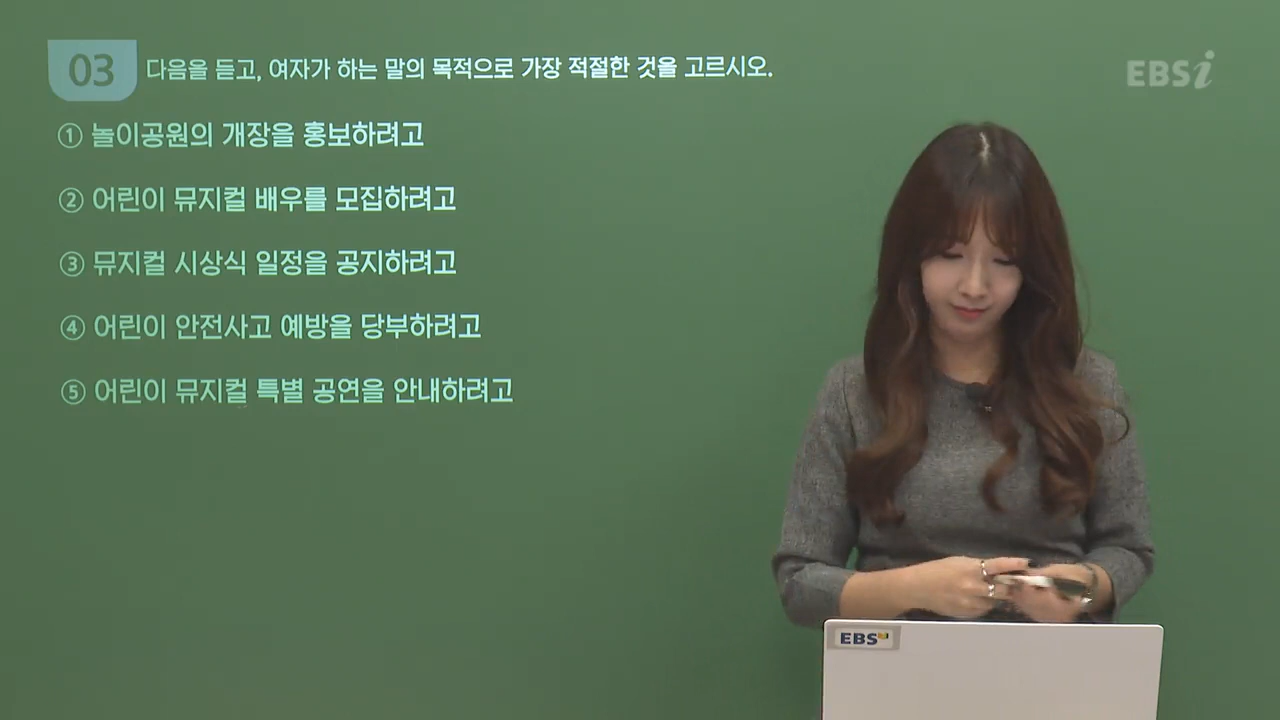 03 다음을 듣고, 여자가 하는 말의 목적으로 가장 적절한 것을 고르시오.
EBSi
① 놀이공원의 개장을 홍보하려고
② 어린이 뮤지컬 배우를 모집하려고
③ 뮤지컬 시상식 일정을 공지하려고
④ 어린이 안전사고 예방을 당부하려고
⑤ 어린이 뮤지컬 특별 공연을 안내하려고
EBS